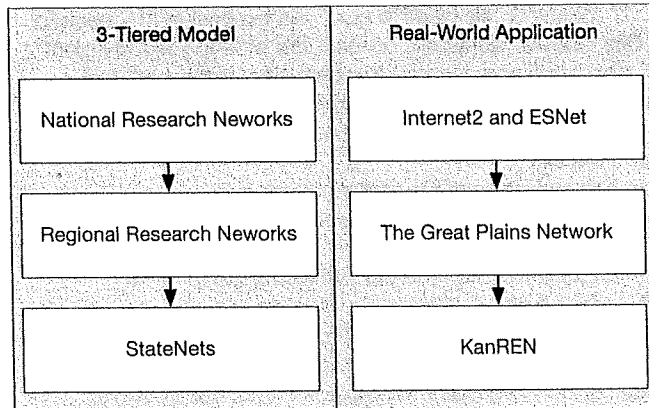 3-Tiered Model
National Research Neworks
Regional Research Neworks
StateNets
Real-World Application
Internet2 and ESNet
The Great Plains Network
KanREN